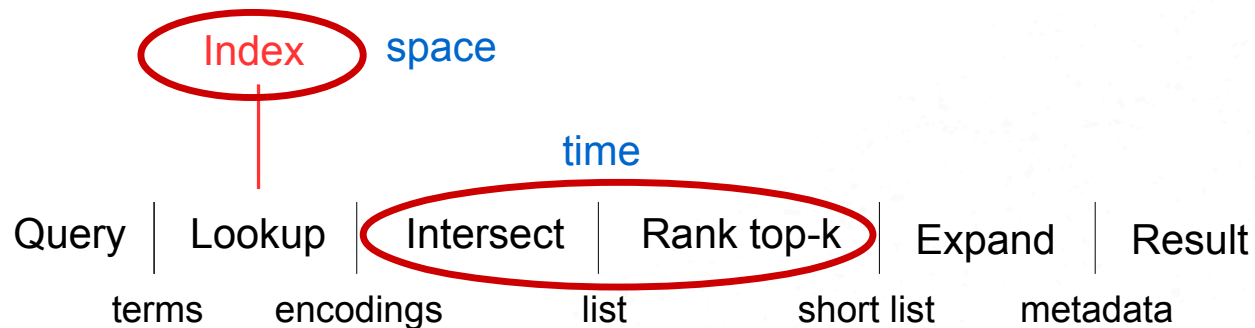 Index space
time
Query Lookup Intersect Rank top-k Expand Result
terms encodings list short list metadata